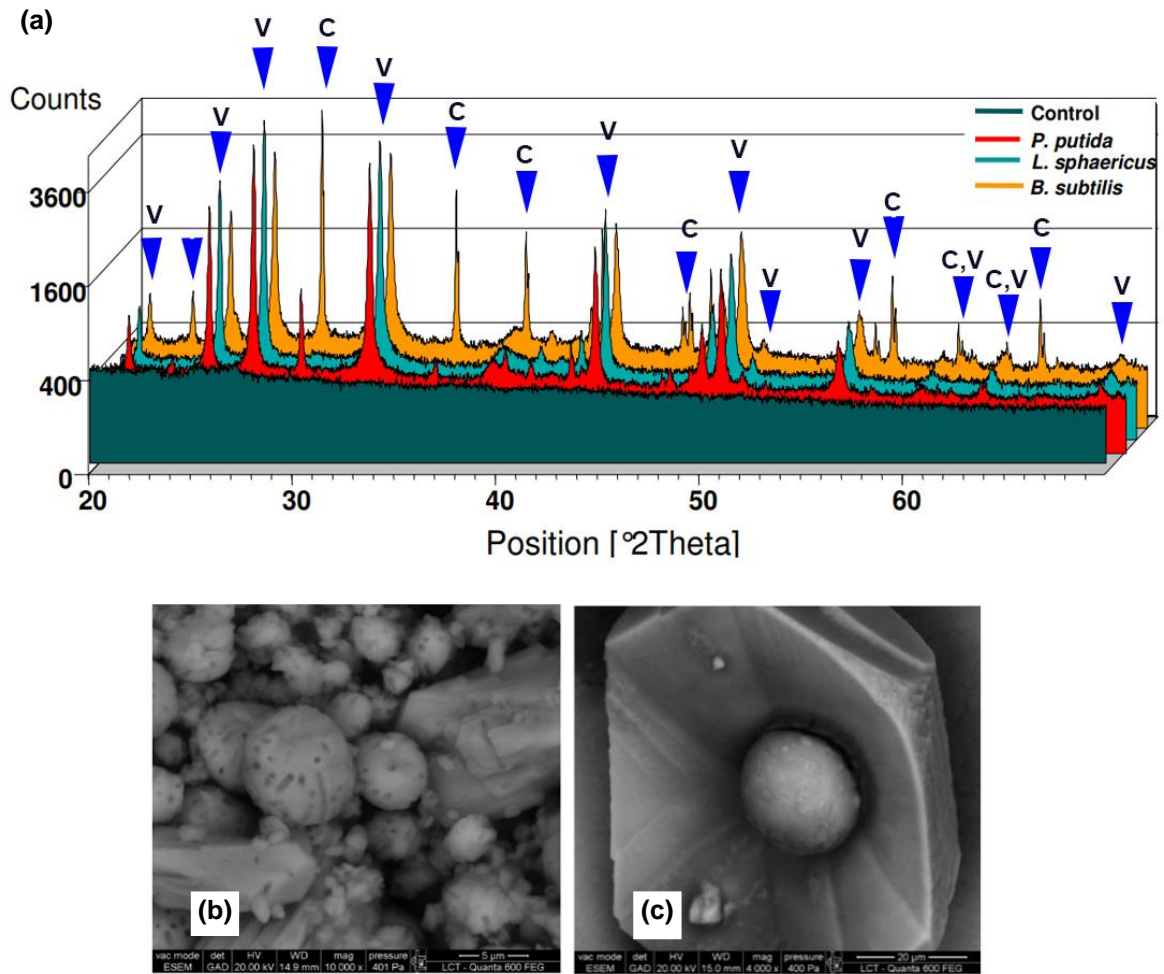 (a)
V
C
V
V
C
C
V
V
V
C
V
V
C
C,V
C,V
C
V
Counts
Control
P. putida
L. sphaericus
B. subtilis
3600
1600
400
0
20
30
40
50
60
Position [°2Theta]
(b)
(c)
vac mode det HV WD mag pressure 5 µm
ESEM GAD 20.00 kV 14.9 mm 10 000 x 401 Pa LCT - Quanta 600 FEG
vac mode det HV WD mag pressure 20 µm
ESEM GAD 20.00 kV 15.0 mm 4 000 x 400 Pa LCT - Quanta 600 FEG